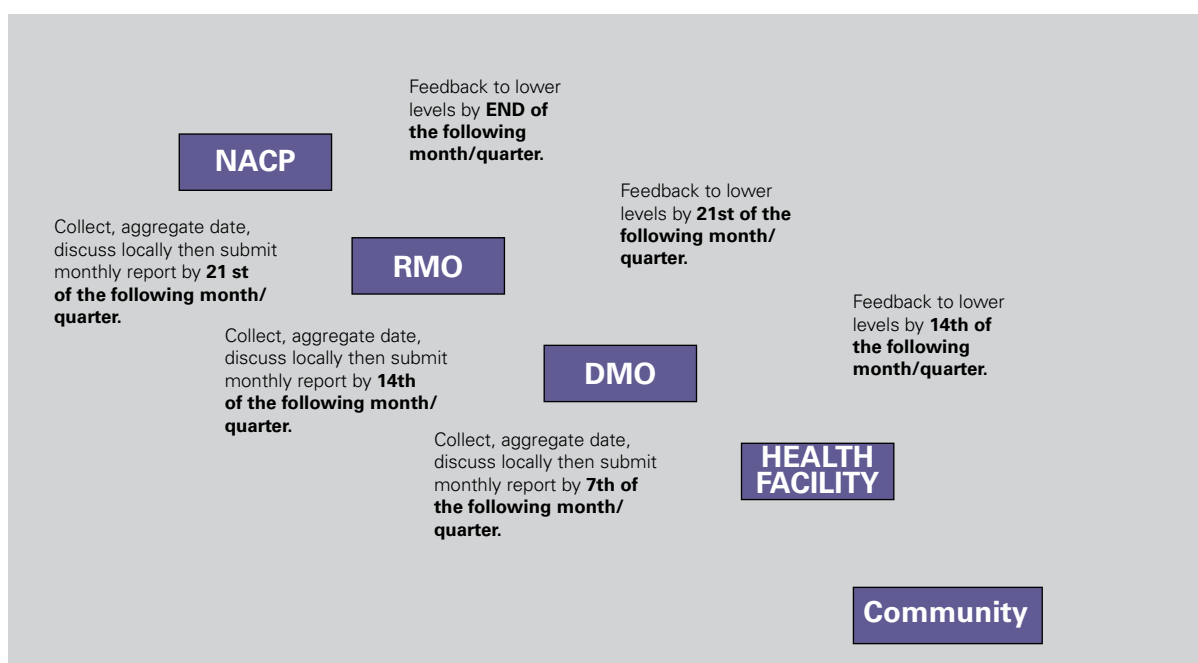 Feedback to lower
levels by END of
the following
month/quarter.
NACP
Feedback to lower
levels by 21st of the
following month/
quarter.
Collect, aggregate date,
discuss locally then submit
monthly report by 21 st
of the following month/
quarter.
RMO
Feedback to lower
levels by 14th of
the following
month/quarter.
Collect, aggregate date,
discuss locally then submit
monthly report by 14th
of the following month/
quarter.
DMO
Collect, aggregate date,
discuss locally then submit
monthly report by 7th of
the following month/
quarter.
HEALTH
FACILITY
Community